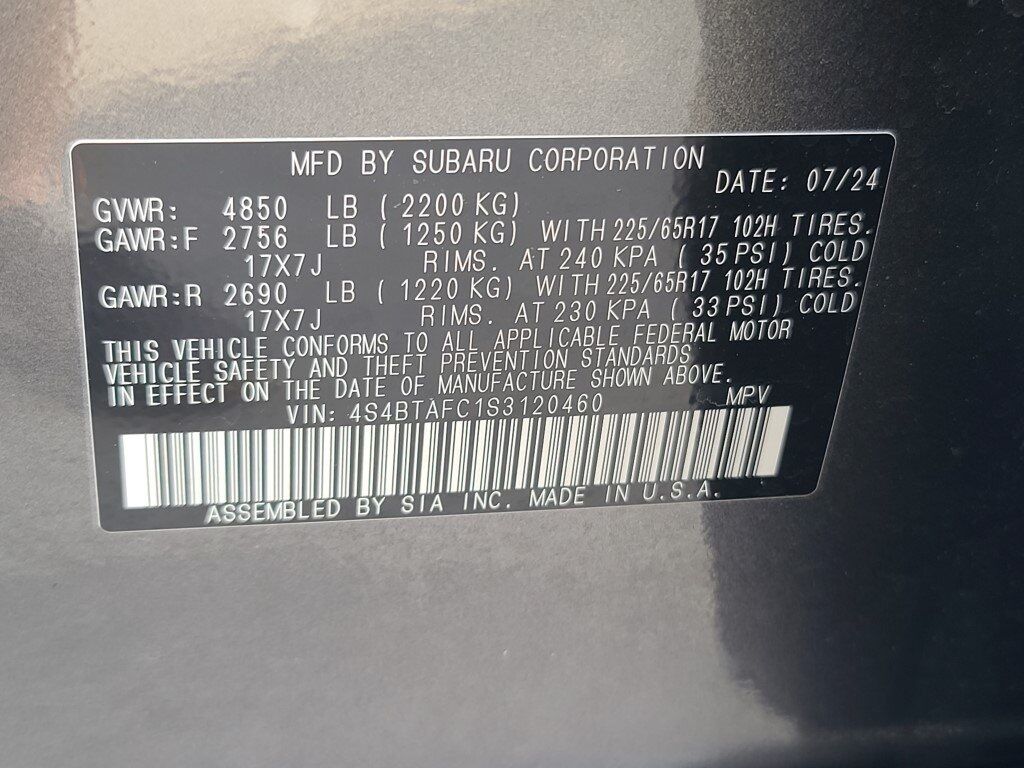 MFD BY SUBARU CORPORATION
DATE: 07/24
GVWR: 4850 LB ( 2200 KG)
GAWR:F 2756 LB ( 1250 KG) WITH 225/65R17 102H TIRES.
17X7J RIMS. AT 240 KPA ( 35 PSI) COLD
GAWR:R 2690 LB ( 1220 KG) WITH 225/65R17 102H TIRES.
17X7J RIMS. AT 230 KPA ( 33 PSI) COLD
THIS VEHICLE CONFORMS TO ALL APPLICABLE FEDERAL MOTOR
VEHICLE SAFETY AND THEFT PREVENTION STANDARDS
IN EFFECT ON THE DATE OF MANUFACTURE SHOWN ABOVE.
VIN: 4S4BTAFC1S3120460 MPV
ASSEMBLED BY SIA INC. MADE IN U.S.A.